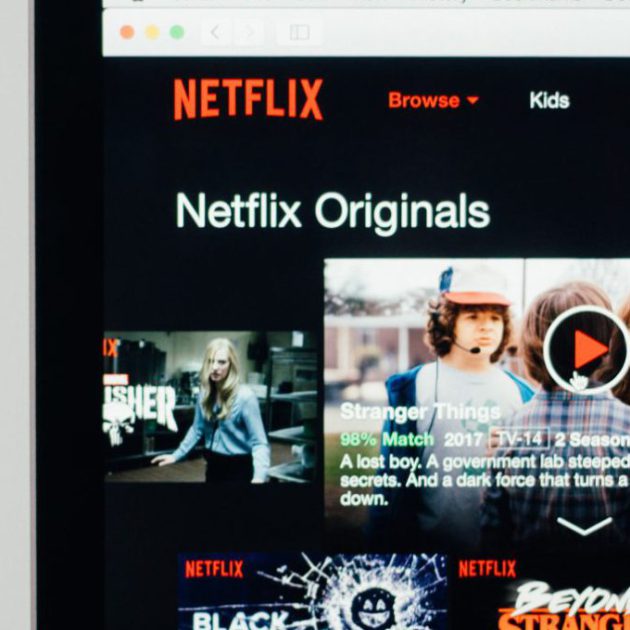 NETFLIX
Browse
Kids
Netflix Originals
ISHER
Stranger Things
98% Match 2017 TV-14 2 Season
A lost boy. A government lab steeped
secrets. And a dark force that turns a
down.
NETFLIX
NETFLIX
BLACK
BEYON
STRANG